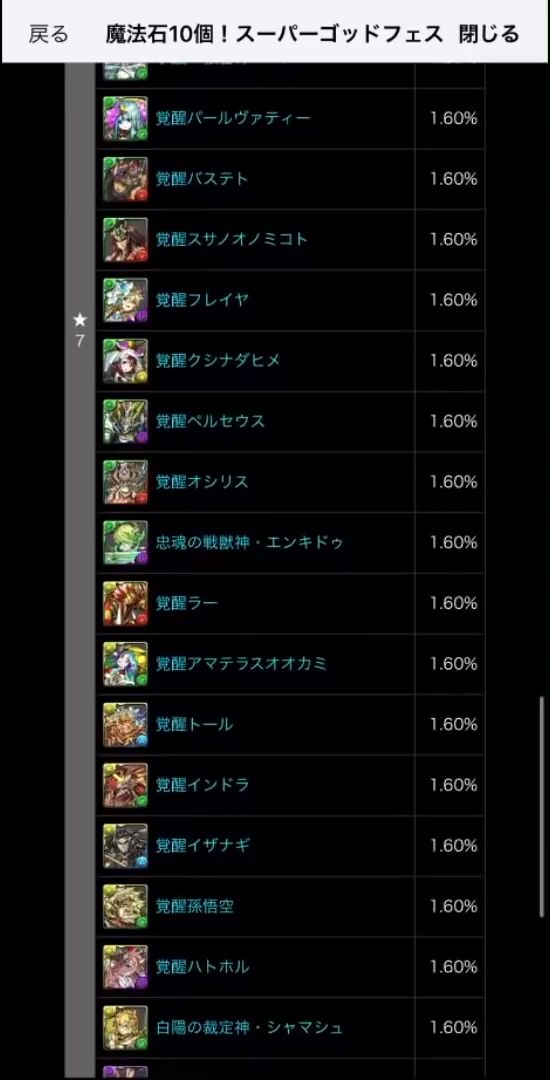 戻る 魔法石10個！スーパーゴッドフェス 閉じる
覚醒パールヴァティー 1.60%
覚醒バステト 1.60%
覚醒スサノオノミコト 1.60%
覚醒フレイヤ 1.60%
★
7
覚醒クシナダヒメ 1.60%
覚醒ペルセウス 1.60%
覚醒オシリス 1.60%
忠魂の戦獣神・エンキドゥ 1.60%
覚醒ラー 1.60%
覚醒アマテラスオオカミ 1.60%
覚醒トール 1.60%
覚醒インドラ 1.60%
覚醒イザナギ 1.60%
覚醒孫悟空 1.60%
覚醒ハトホル 1.60%
白陽の裁定神・シャマシュ 1.60%